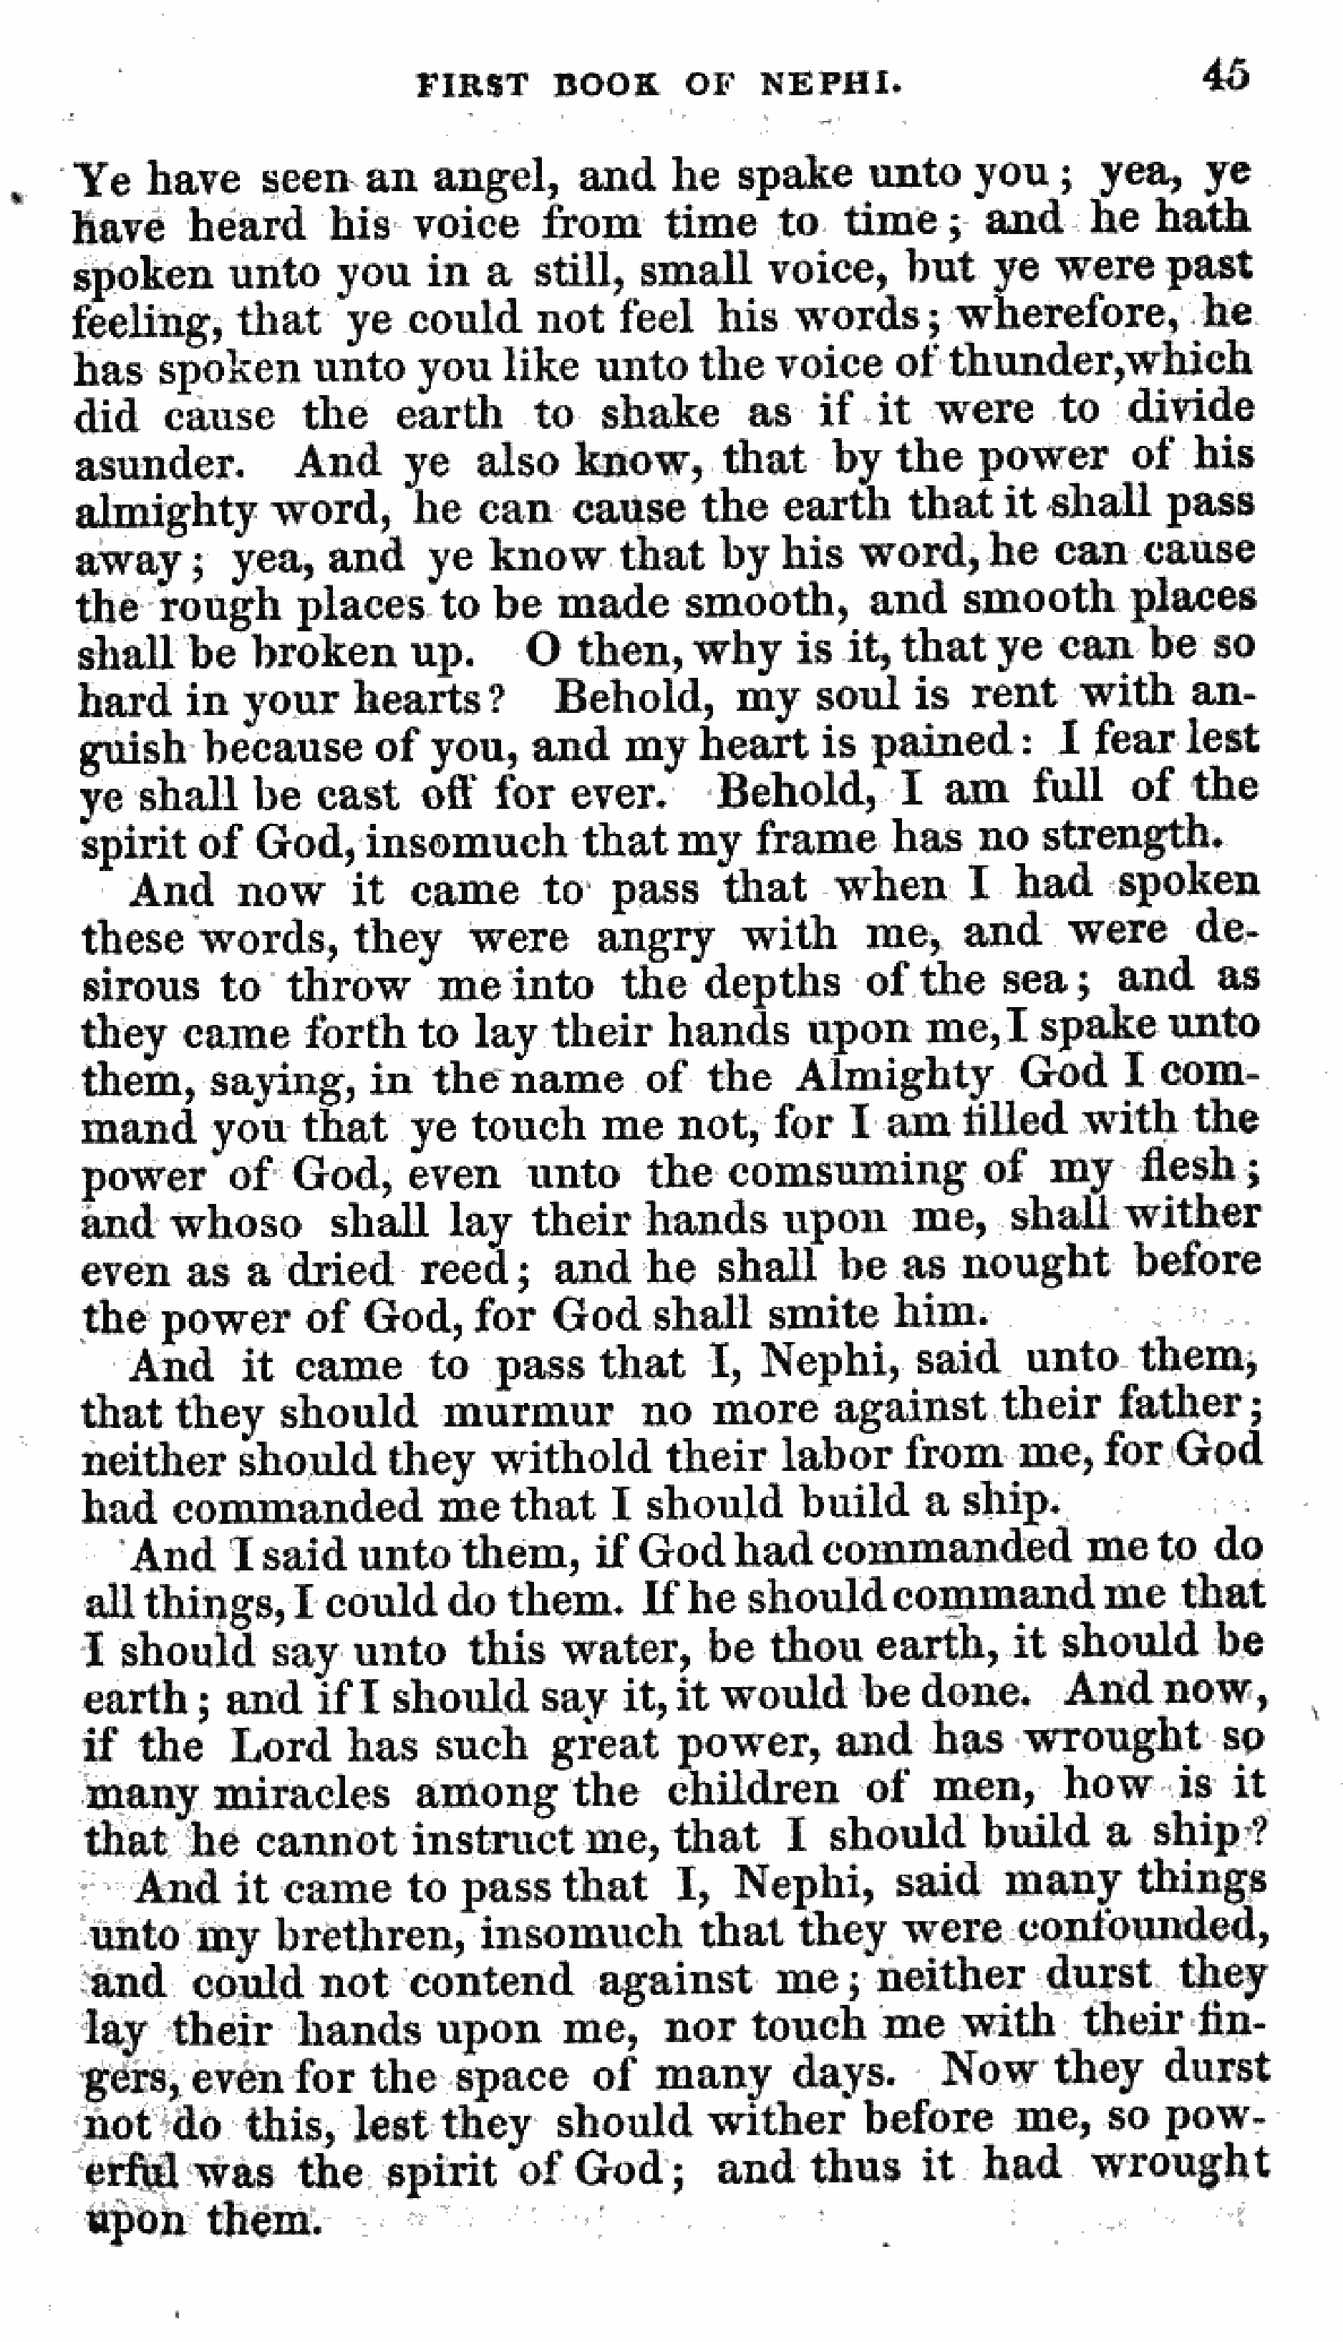 FIRST BOOK OF NEPHI. 45
Ye have seen an angel, and he spake unto you; yea, ye
have heard his voice from time to time; and he hath
spoken unto you in a still, small voice, but ye were past
feeling, that ye could not feel his words; wherefore, he
has spoken unto you like unto the voice of thunder,which
did cause the earth to shake as if it were to divide
asunder. And ye also know, that by the power of his
almighty word, he can cause the earth that it shall pass
away; yea, and ye know that by his word, he can cause
the rough places to be made smooth, and smooth places
shall be broken up. O then, why is it, that ye can be so
hard in your hearts? Behold, my soul is rent with an-
guish because of you, and my heart is pained: I fear lest
ye shall be cast off for ever. Behold, I am full of the
spirit of God, insomuch that my frame has no strength.
And now it came to pass that when I had spoken
these words, they were angry with me, and were de-
sirous to throw me into the depths of the sea; and as
they came forth to lay their hands upon me, I spake unto
them, saying, in the name of the Almighty God I com-
mand you that ye touch me not, for I am filled with the
power of God, even unto the comsuming of my flesh;
and whoso shall lay their hands upon me, shall wither
even as a dried reed; and he shall be as nought before
the power of God, for God shall smite him.
And it came to pass that I, Nephi, said unto them,
that they should murmur no more against their father;
neither should they withold their labor from me, for God
had commanded me that I should build a ship.
And I said unto them, if God had commanded me to do
all things, I could do them. If he should command me that
I should say unto this water, be thou earth, it should be
earth; and if I should say it, it would be done. And now,
if the Lord has such great power, and has wrought so
many miracles among the children of men, how is it
that he cannot instruct me, that I should build a ship?
And it came to pass that I, Nephi, said many things
unto my brethren, insomuch that they were confounded,
and could not contend against me; neither durst they
lay their hands upon me, nor touch me with their fin-
gers, even for the space of many days. Now they durst
not do this, lest they should wither before me, so pow-
erful was the spirit of God; and thus it had wrought
upon them.